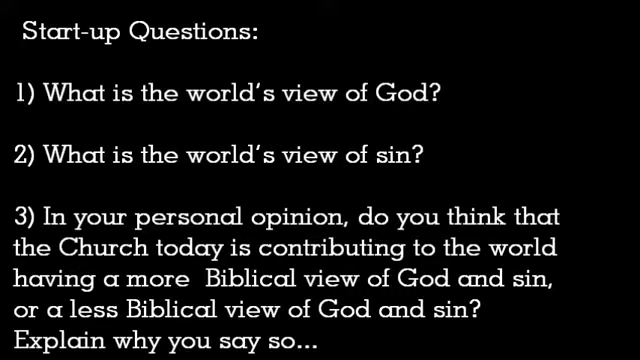 Start-up Questions:
1) What is the world's view of God?
2) What is the world's view of sin?
3) In your personal opinion, do you think that
the Church today is contributing to the world
having a more Biblical view of God and sin,
or a less Biblical view of God and sin?
Explain why you say so...